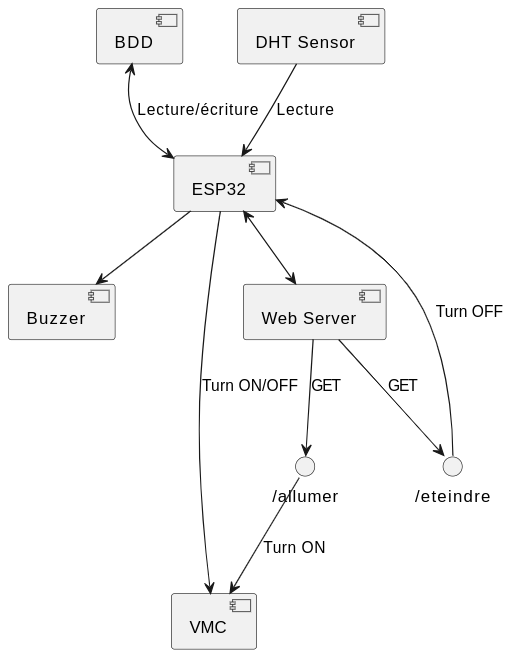 BDD
DHT Sensor
Lecture/écriture
Lecture
ESP32
Buzzer
Web Server
Turn OFF
Turn ON/OFF
GET
GET
/allumer
/eteindre
Turn ON
VMC